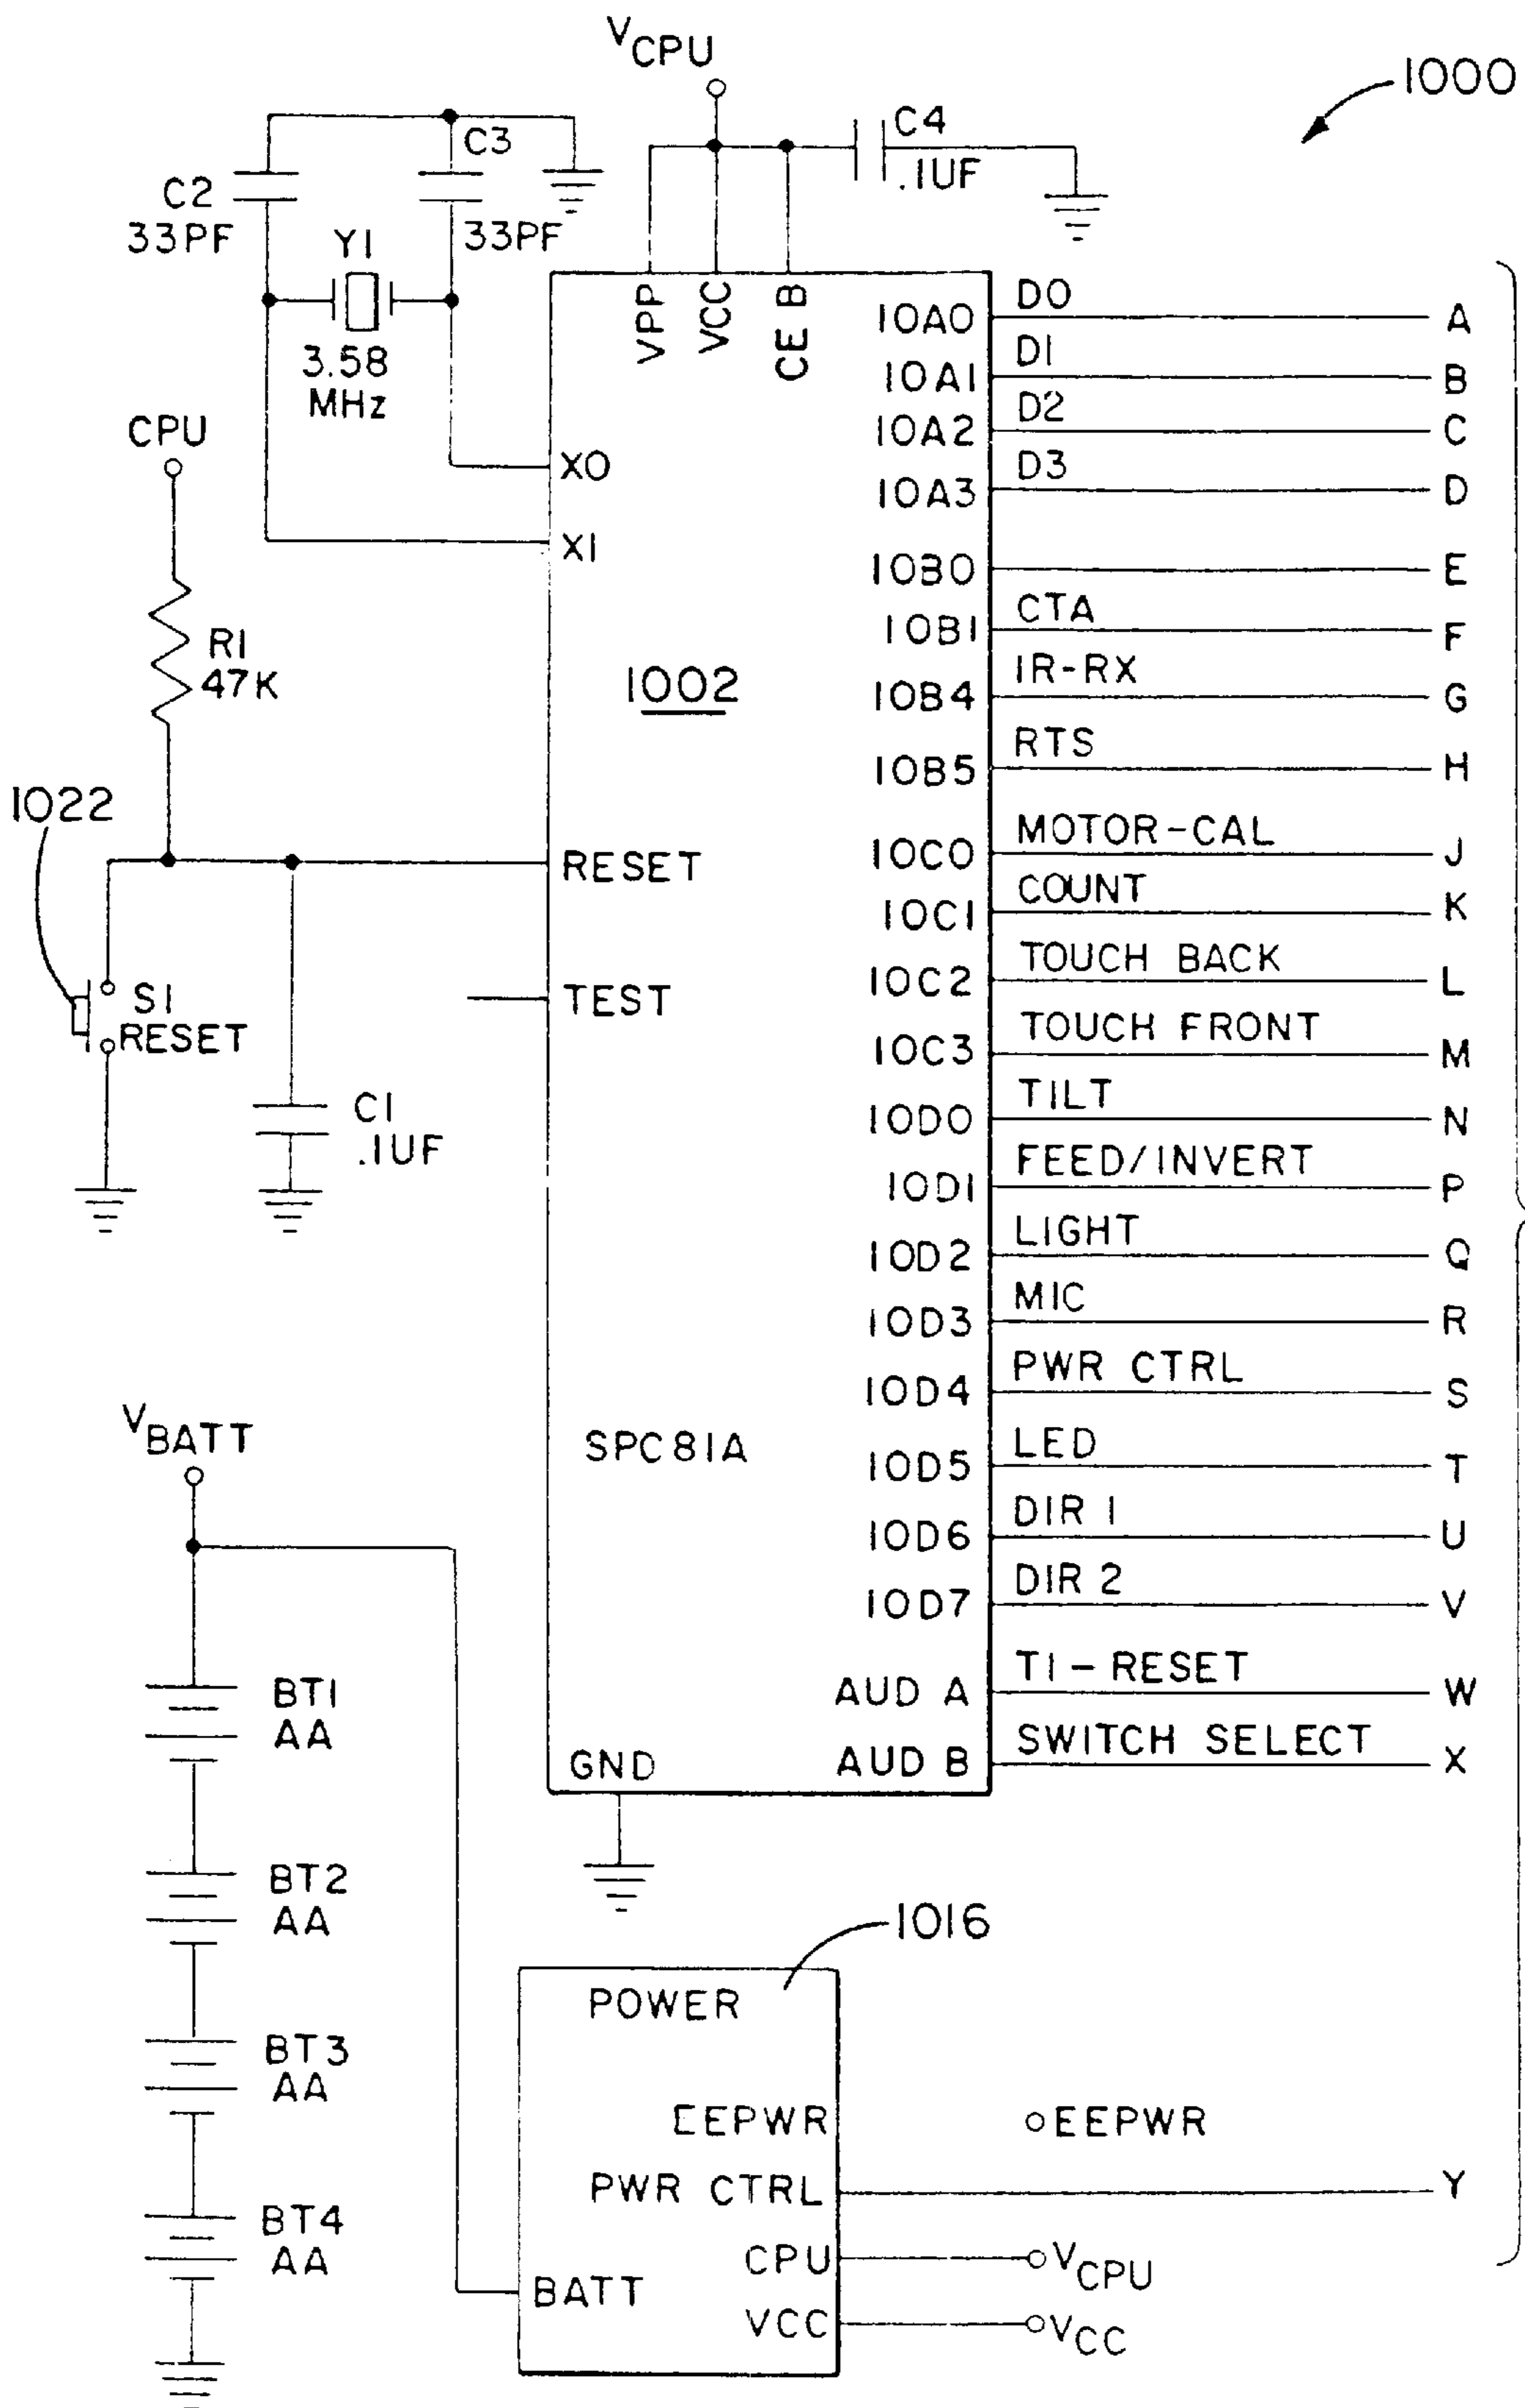 VCPU
1000
C3
C4
.1UF
C2
33PF
33PF
Y1
3.58
MHz
CPU
R1
47K
1022
S1
RESET
C1
.1UF
VPP
VCC
CE B
X0
X1
1002
RESET
TEST
SPC81A
GND
IOA0 D0 A
IOA1 D1 B
IOA2 D2 C
IOA3 D3 D
IOB0 E
IOB1 CTA F
IOB4 IR-RX G
IOB5 RTS H
IOC0 MOTOR-CAL J
IOC1 COUNT K
IOC2 TOUCH BACK L
IOC3 TOUCH FRONT M
IOD0 TILT N
IOD1 FEED/INVERT P
IOD2 LIGHT Q
IOD3 MIC R
IOD4 PWR CTRL S
IOD5 LED T
IOD6 DIR 1 U
IOD7 DIR 2 V
AUD A TI-RESET W
AUD B SWITCH SELECT X
VBATT
BT1
AA
BT2
AA
BT3
AA
BT4
AA
1016
POWER
EEPWR EEPWR
PWR CTRL Y
CPU VCPU
BATT
VCC VCC